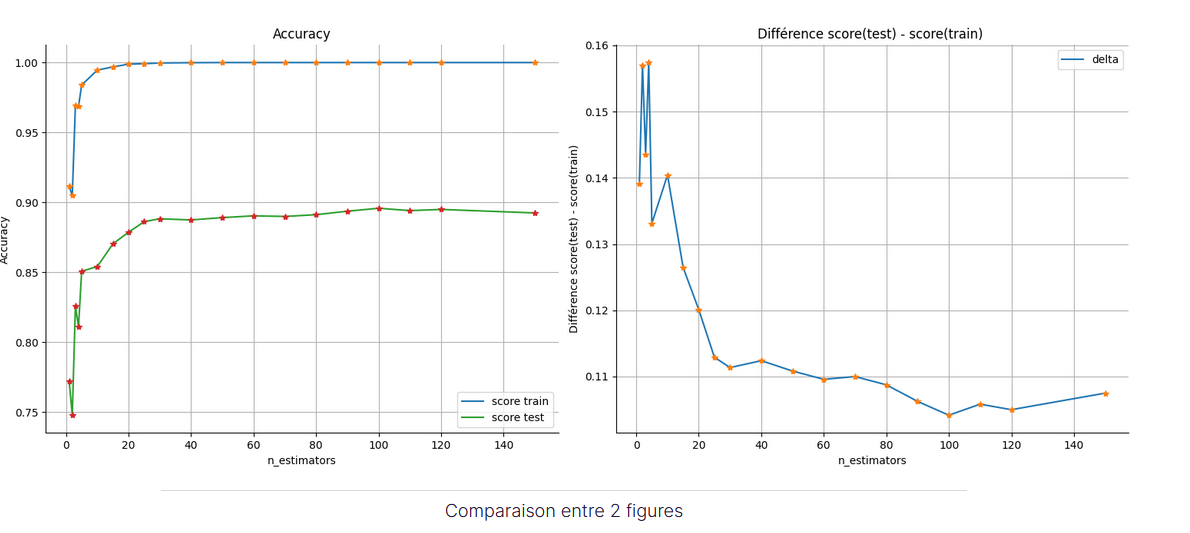 Accuracy
1.00
0.95
0.90
0.85
0.80
0.75
Accuracy
0 20 40 60 80 100 120 140
n_estimators
score train
score test
Différence score(test) - score(train)
0.16
0.15
0.14
0.13
0.12
0.11
Différence score(test) - score(train)
0 20 40 60 80 100 120 140
n_estimators
delta
Comparaison entre 2 figures